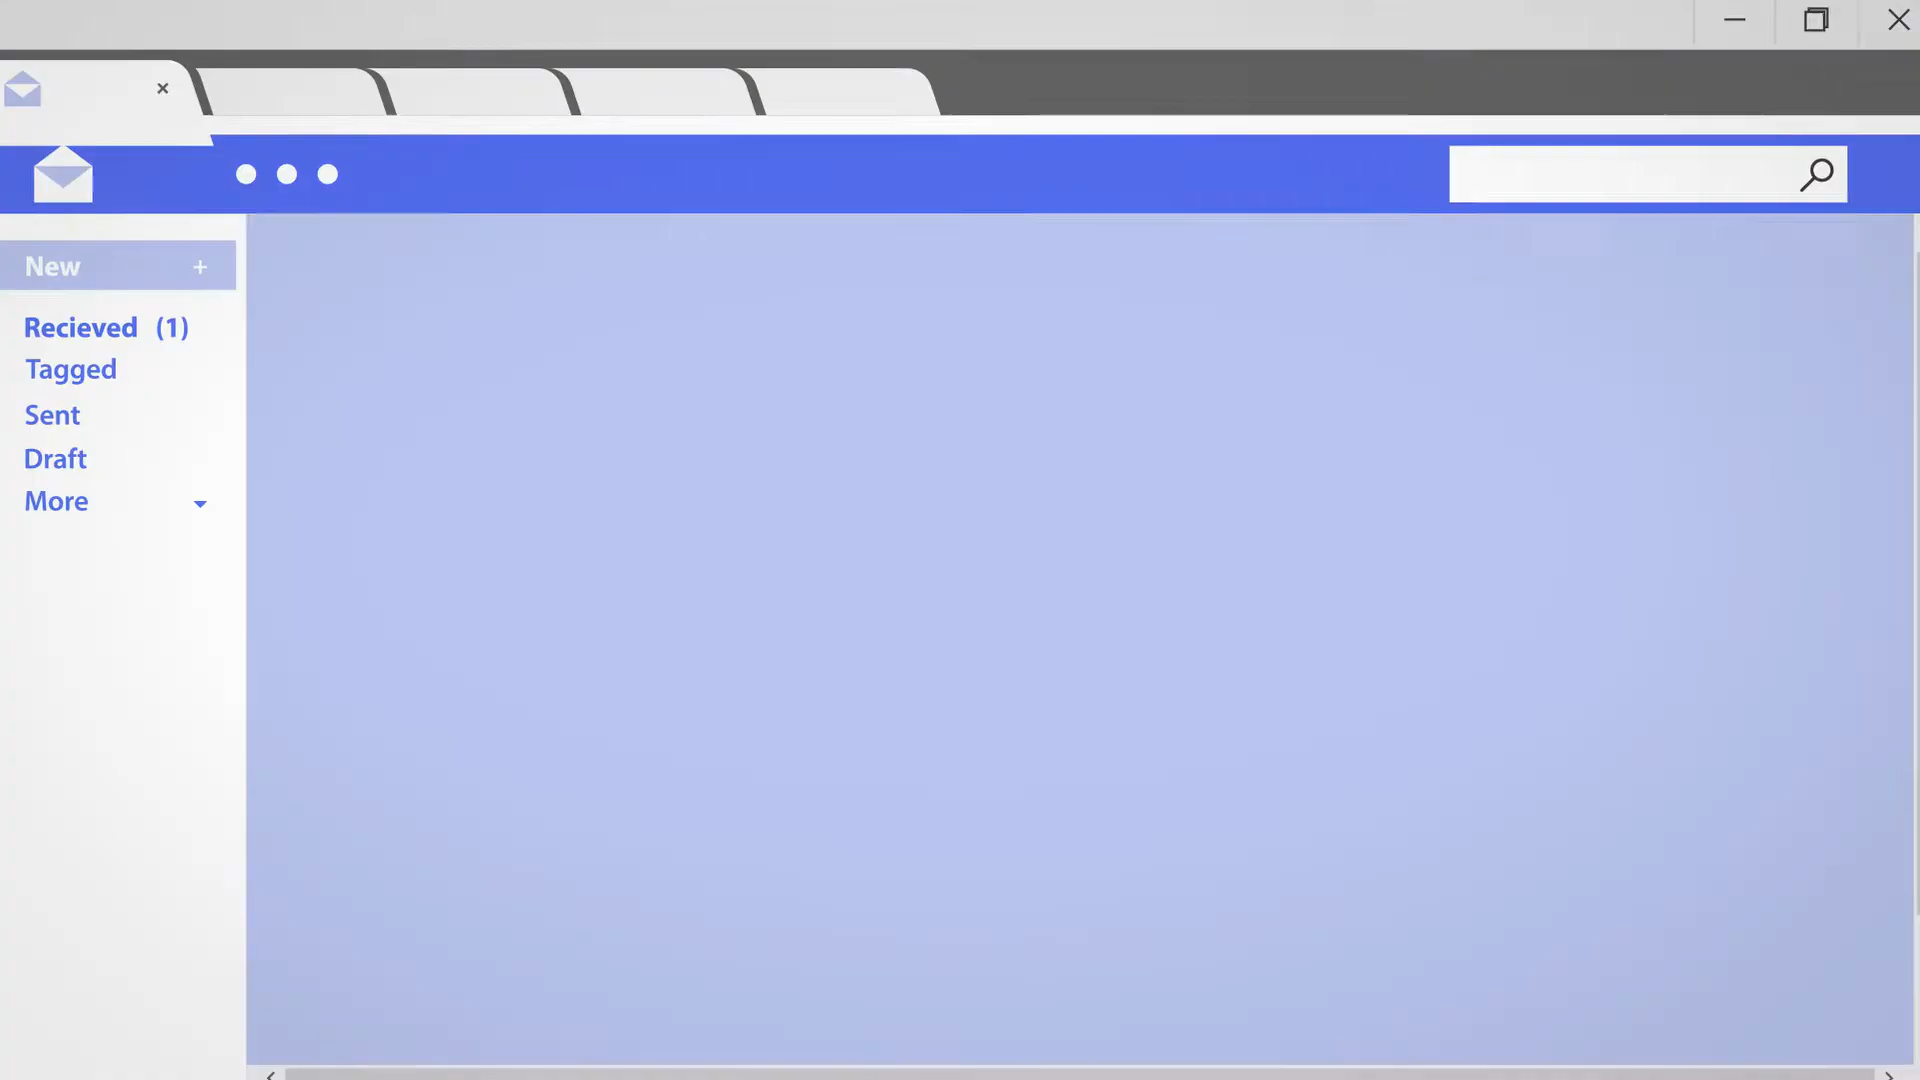 New +
Recieved (1)
Tagged
Sent
Draft
More